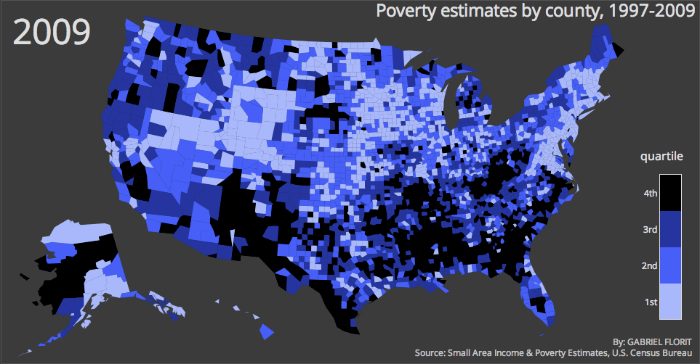 Poverty estimates by county, 1997-2009
2009
quartile
4th
3rd
2nd
1st
By: GABRIEL FLORIT
Source: Small Area Income & Poverty Estimates, U.S. Census Bureau